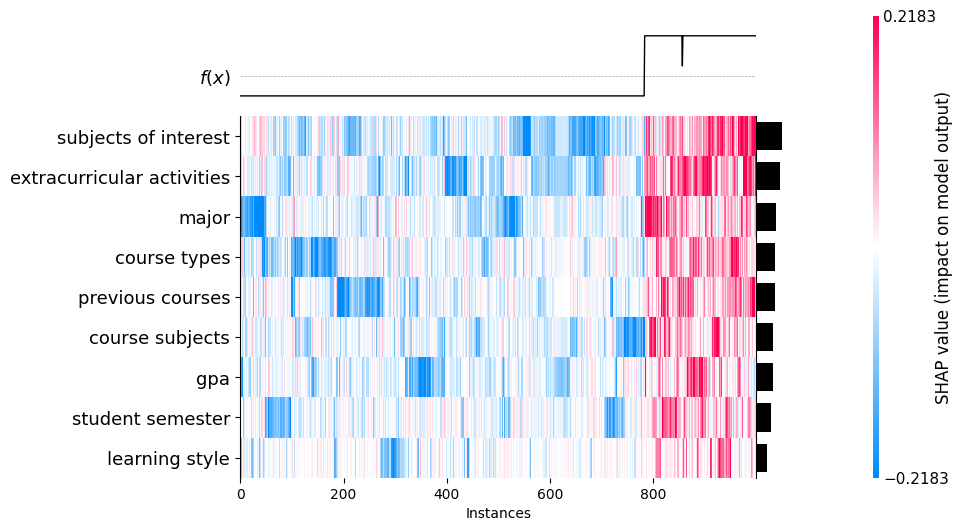 0.2183
f(x)
subjects of interest
extracurricular activities
major
course types
previous courses
course subjects
gpa
student semester
learning style
0 200 400 600 800
Instances
SHAP value (impact on model output)
−0.2183